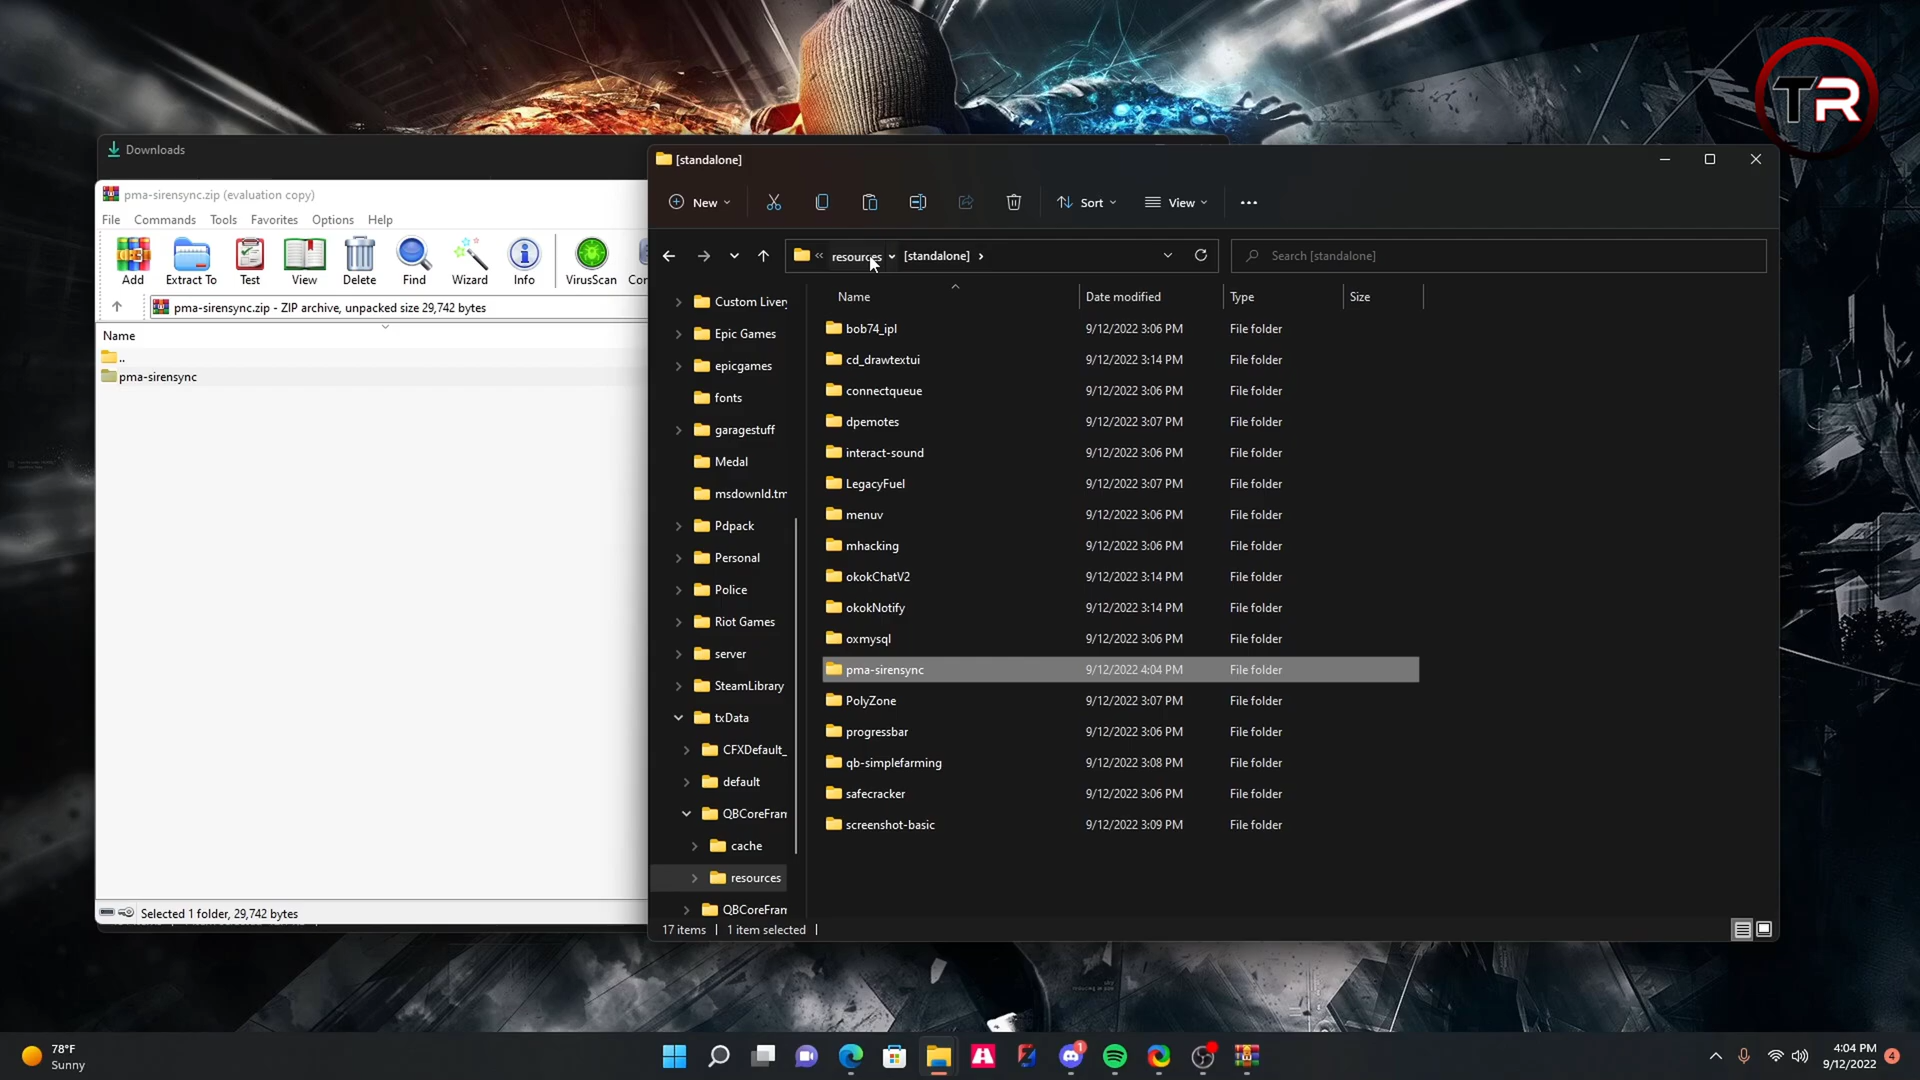 TR
Downloads
pma-sirensync.zip (evaluation copy)
File Commands Tools Favorites Options Help
Add Extract To Test View Delete Find Wizard Info VirusScan Cor
pma-sirensync.zip - ZIP archive, unpacked size 29,742 bytes
Name
..
pma-sirensync
Selected 1 folder, 29,742 bytes
[standalone]
New Sort View
« resources [standalone]
Search [standalone]
Custom Liver
Epic Games
epicgames
fonts
garagestuff
Medal
msdownld.tm
Pdpack
Personal
Police
Riot Games
server
SteamLibrary
txData
CFXDefault_
default
QBCoreFram
cache
resources
QBCoreFram
Name Date modified Type Size
bob74_ipl 9/12/2022 3:06 PM File folder
cd_drawtextui 9/12/2022 3:14 PM File folder
connectqueue 9/12/2022 3:06 PM File folder
dpemotes 9/12/2022 3:07 PM File folder
interact-sound 9/12/2022 3:06 PM File folder
LegacyFuel 9/12/2022 3:07 PM File folder
menuv 9/12/2022 3:06 PM File folder
mhacking 9/12/2022 3:06 PM File folder
okokChatV2 9/12/2022 3:14 PM File folder
okokNotify 9/12/2022 3:14 PM File folder
oxmysql 9/12/2022 3:06 PM File folder
pma-sirensync 9/12/2022 4:04 PM File folder
PolyZone 9/12/2022 3:07 PM File folder
progressbar 9/12/2022 3:06 PM File folder
qb-simplefarming 9/12/2022 3:08 PM File folder
safecracker 9/12/2022 3:06 PM File folder
screenshot-basic 9/12/2022 3:09 PM File folder
17 items 1 item selected
78°F
Sunny
1
4:04 PM
9/12/2022
4